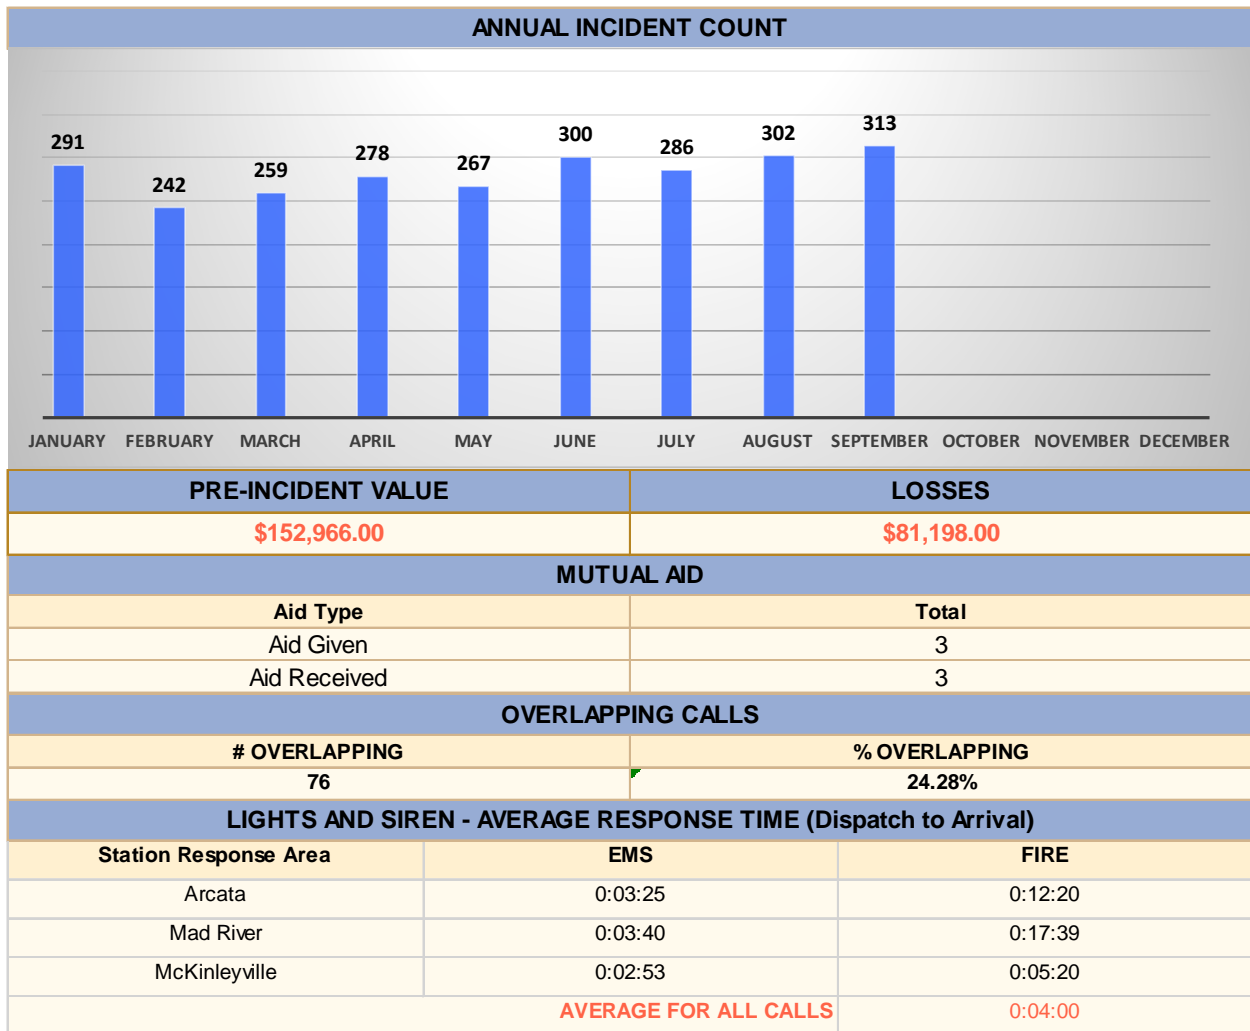 ANNUAL INCIDENT COUNT
291 242 259 278 267 300 286 302 313
JANUARY FEBRUARY MARCH APRIL MAY JUNE JULY AUGUST SEPTEMBER OCTOBER NOVEMBER DECEMBER
PRE-INCIDENT VALUE LOSSES
$152,966.00 $81,198.00
MUTUAL AID
Aid Type Total
Aid Given 3
Aid Received 3
OVERLAPPING CALLS
# OVERLAPPING % OVERLAPPING
76 24.28%
LIGHTS AND SIREN - AVERAGE RESPONSE TIME (Dispatch to Arrival)
Station Response Area EMS FIRE
Arcata 0:03:25 0:12:20
Mad River 0:03:40 0:17:39
McKinleyville 0:02:53 0:05:20
AVERAGE FOR ALL CALLS 0:04:00